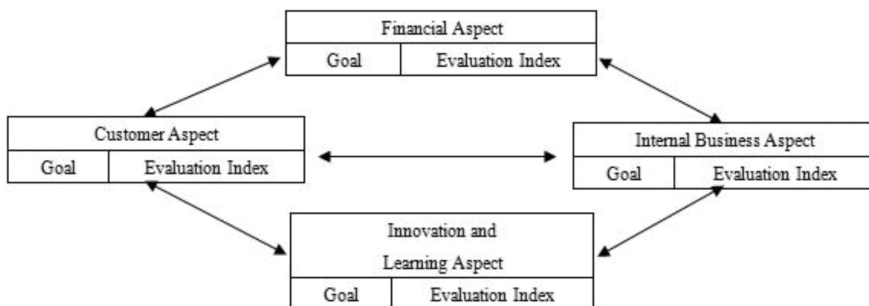 Financial Aspect
Goal Evaluation Index
Customer Aspect
Goal Evaluation Index
Internal Business Aspect
Goal Evaluation Index
Innovation and
Learning Aspect
Goal Evaluation Index